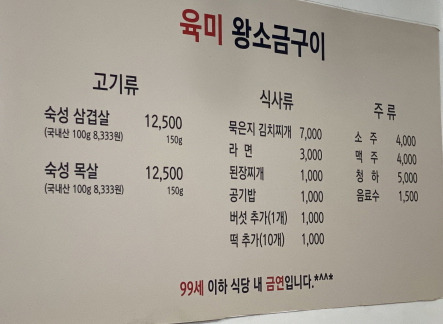 육미 왕소금구이
고기류
숙성 삼겹살 12,500
(국내산 100g 8,333원) 150g
숙성 목살 12,500
(국내산 100g 8,333원) 150g
식사류
묵은지 김치찌개 7,000
라 면 3,000
된장찌개 1,000
공기밥 1,000
버섯 추가(1개) 1,000
떡 추가(10개) 1,000
주 류
소 주 4,000
맥 주 4,000
청 하 5,000
음료수 1,500
99세 이하 식당 내 금연입니다.*^^*